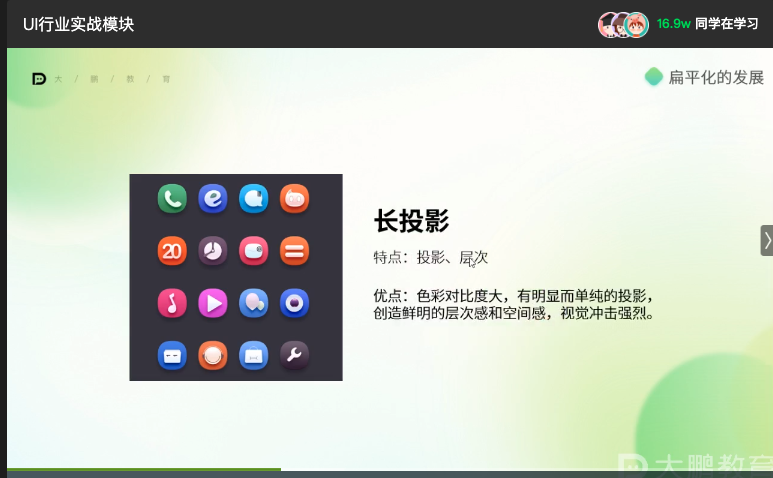 UI行业实战模块
16.9w 同学在学习
大 / 鹏 / 教 / 育
扁平化的发展
20
长投影
特点：投影、层次
优点：色彩对比度大，有明显而单纯的投影，
创造鲜明的层次感和空间感，视觉冲击强烈。
大鹏教育